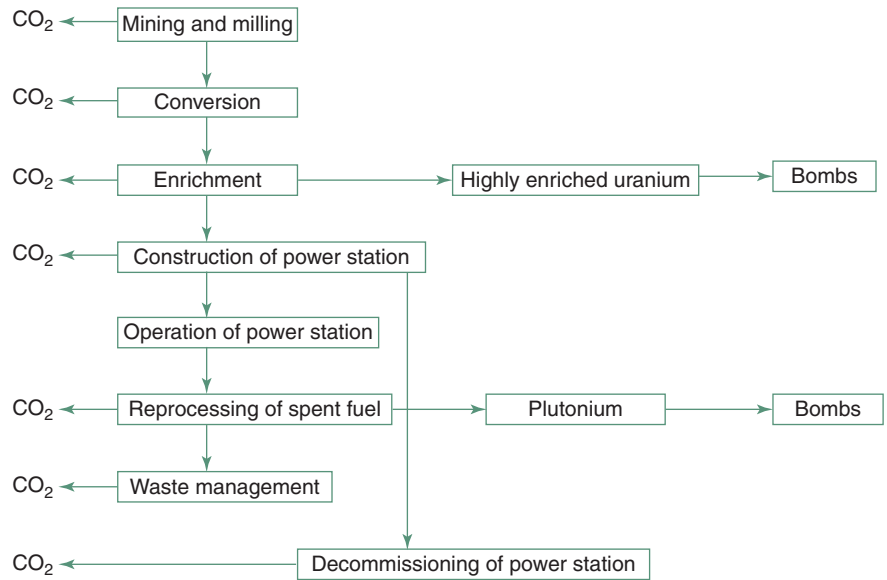 CO₂ Mining and milling
CO₂ Conversion
CO₂ Enrichment Highly enriched uranium Bombs
CO₂ Construction of power station
Operation of power station
CO₂ Reprocessing of spent fuel Plutonium Bombs
CO₂ Waste management
CO₂ Decommissioning of power station